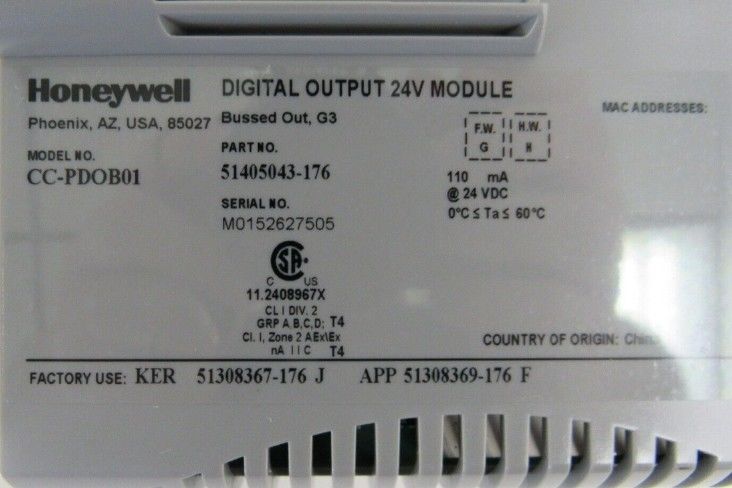 Honeywell
Phoenix, AZ, USA, 85027
MODEL NO.
CC-PDOB01
DIGITAL OUTPUT 24V MODULE
Bussed Out, G3
PART NO.
51405043-176
SERIAL NO.
M0152627505
F.W.
G
H.W.
H
110 mA
@ 24 VDC
0°C ≤ Ta ≤ 60°C
MAC ADDRESSES:
C US
11.2408967X
CL I DIV. 2
GRP A,B,C,D; T4
Cl. I, Zone 2 AEx\Ex
nA IIC T4
COUNTRY OF ORIGIN:
FACTORY USE: KER 51308367-176 J APP 51308369-176 F